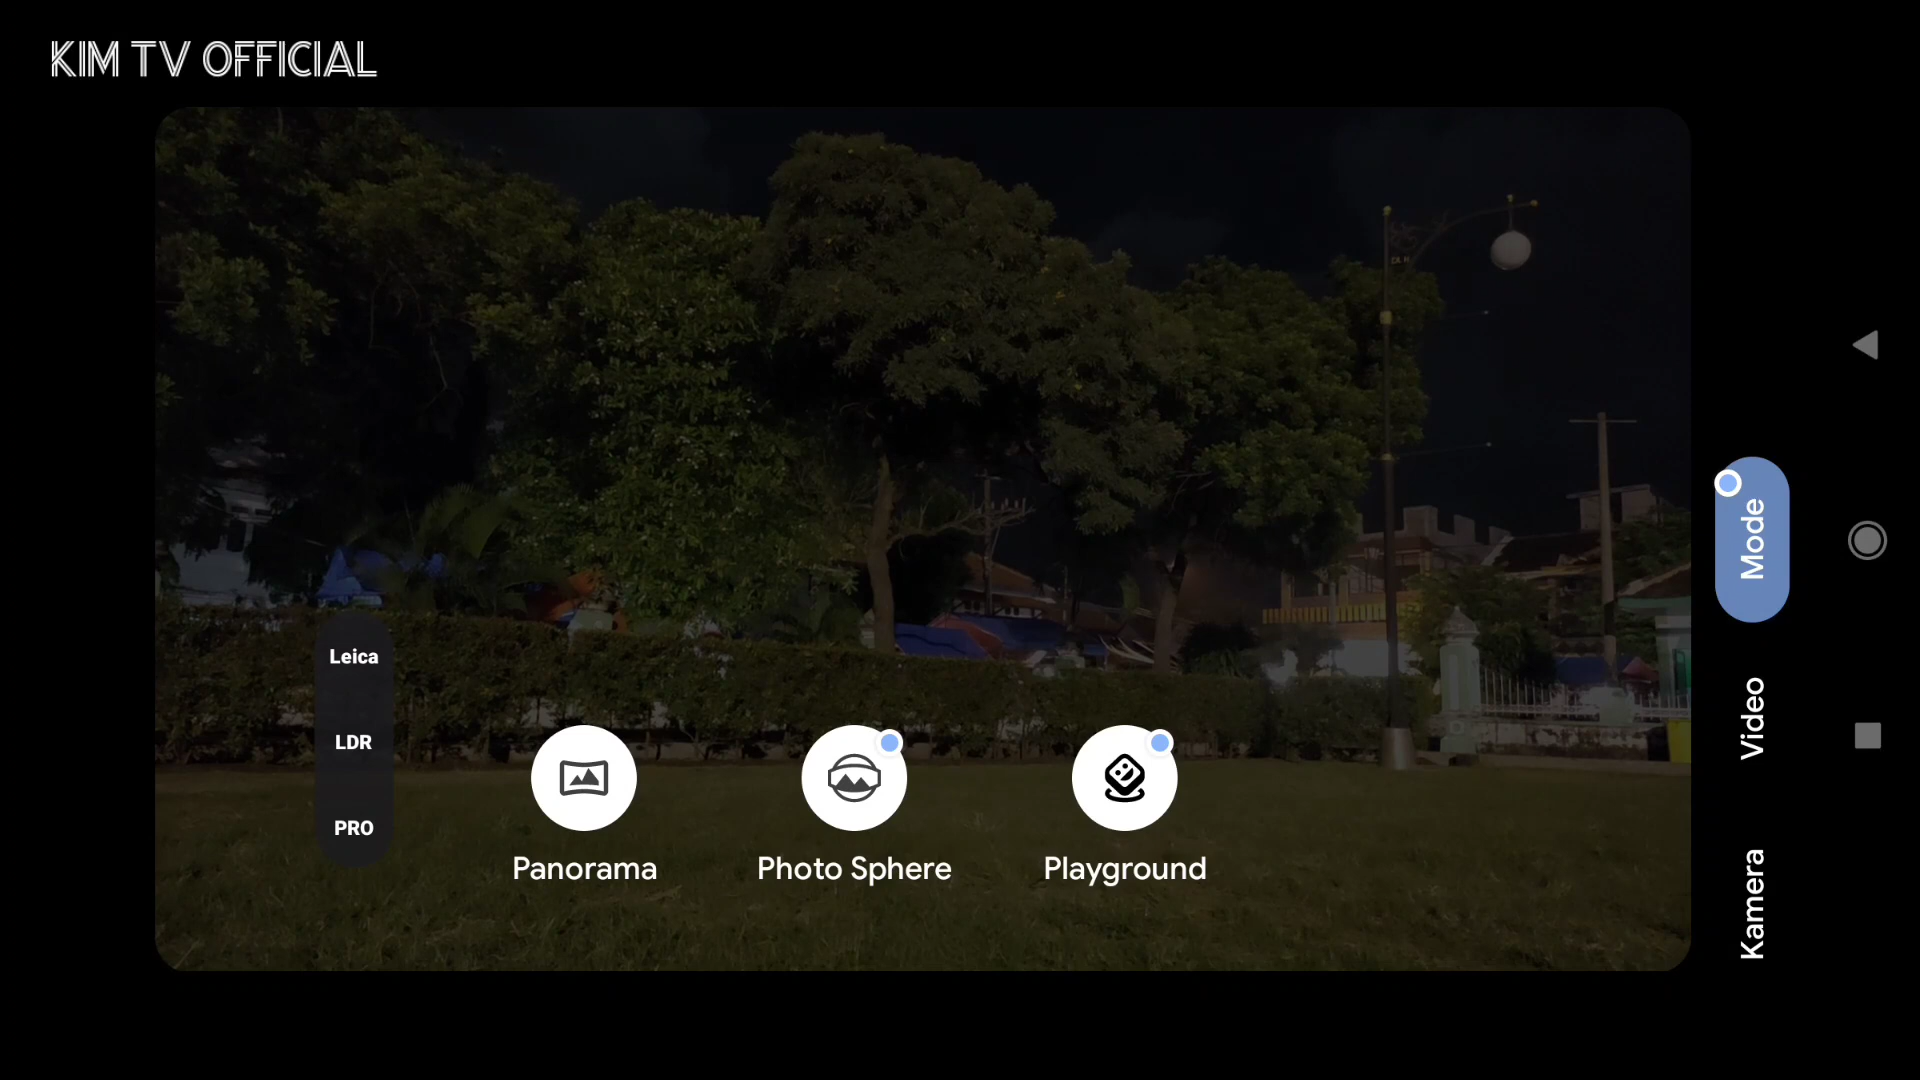 KIM TV OFFICIAL
Leica
LDR
PRO
Panorama
Photo Sphere
Playground
Mode
Video
Kamera